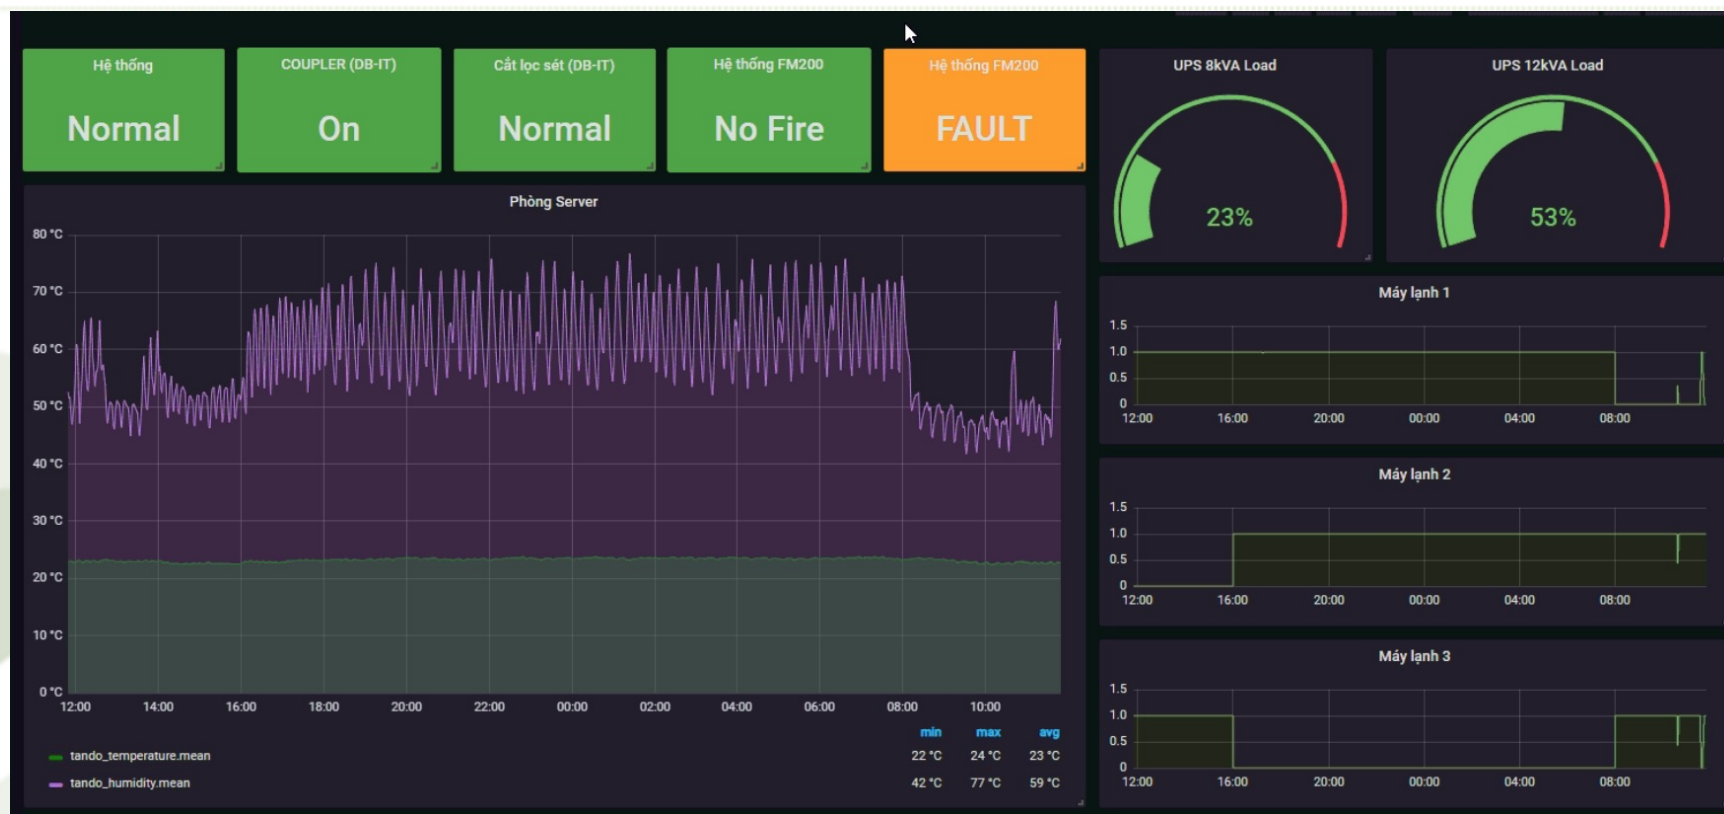 Hệ thống
Normal
COUPLER (DB-IT)
On
Cắt lọc sét (DB-IT)
Normal
Hệ thống FM200
No Fire
Hệ thống FM200
FAULT
UPS 8kVA Load
23%
UPS 12kVA Load
53%
Phòng Server
80 °C
70 °C
60 °C
50 °C
40 °C
30 °C
20 °C
10 °C
0 °C
12:00 14:00 16:00 18:00 20:00 22:00 00:00 02:00 04:00 06:00 08:00 10:00
min max avg
tando_temperature.mean 22 °C 24 °C 23 °C
tando_humidity.mean 42 °C 77 °C 59 °C
Máy lạnh 1
1.5
1.0
0.5
0
12:00 16:00 20:00 00:00 04:00 08:00
Máy lạnh 2
1.5
1.0
0.5
0
12:00 16:00 20:00 00:00 04:00 08:00
Máy lạnh 3
1.5
1.0
0.5
0
12:00 16:00 20:00 00:00 04:00 08:00